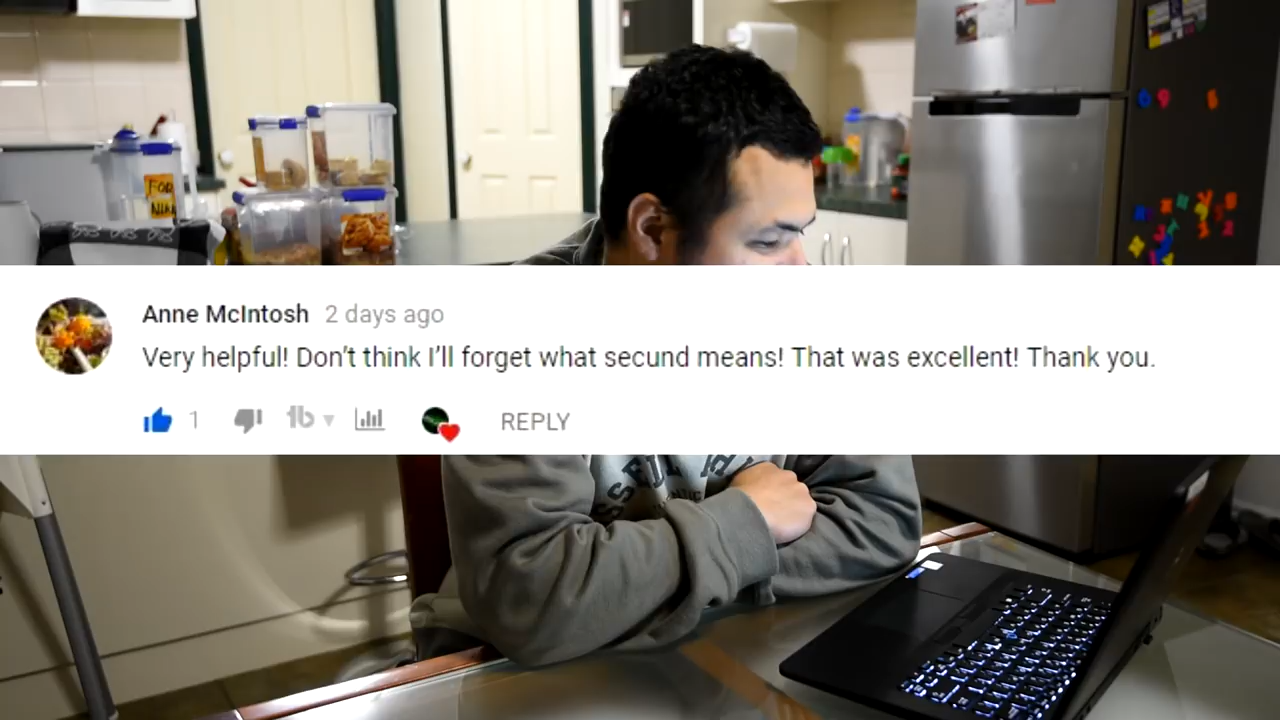 FOR
Anne McIntosh 2 days ago
Very helpful! Don't think I'll forget what secund means! That was excellent! Thank you.
1
REPLY